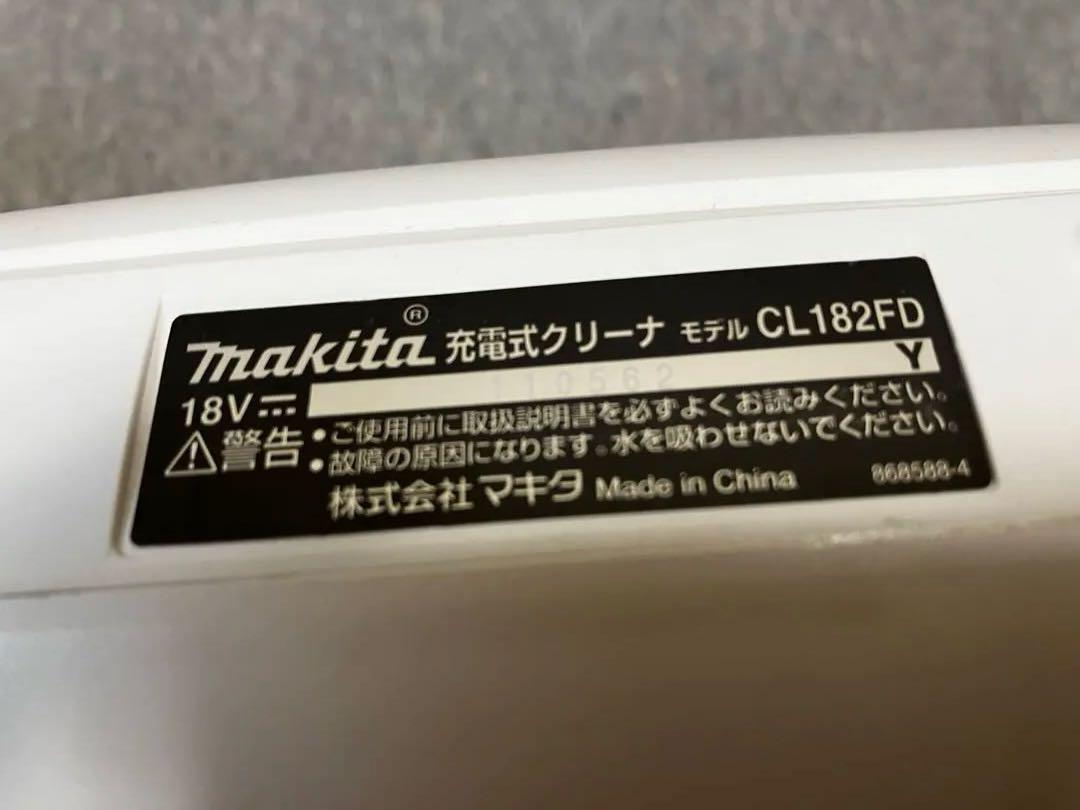 makita® 充電式クリーナ モデル CL182FD
18V 110562 Y
⚠警告 •ご使用前に取扱説明書を必ずよくお読みください。
•故障の原因になります。水を吸わせないでください。
株式会社マキタ Made in China 868588-4